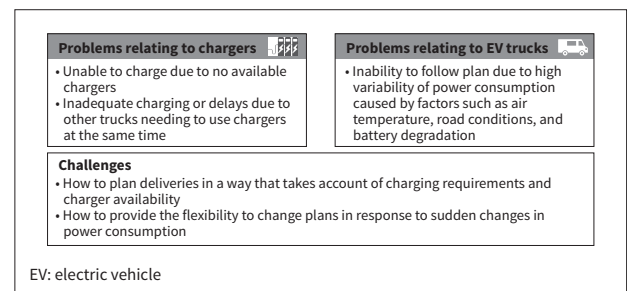 Problems relating to chargers
• Unable to charge due to no available
chargers
• Inadequate charging or delays due to
other trucks needing to use chargers
at the same time
Problems relating to EV trucks
• Inability to follow plan due to high
variability of power consumption
caused by factors such as air
temperature, road conditions, and
battery degradation
Challenges
• How to plan deliveries in a way that takes account of charging requirements and
charger availability
• How to provide the flexibility to change plans in response to sudden changes in
power consumption
EV: electric vehicle